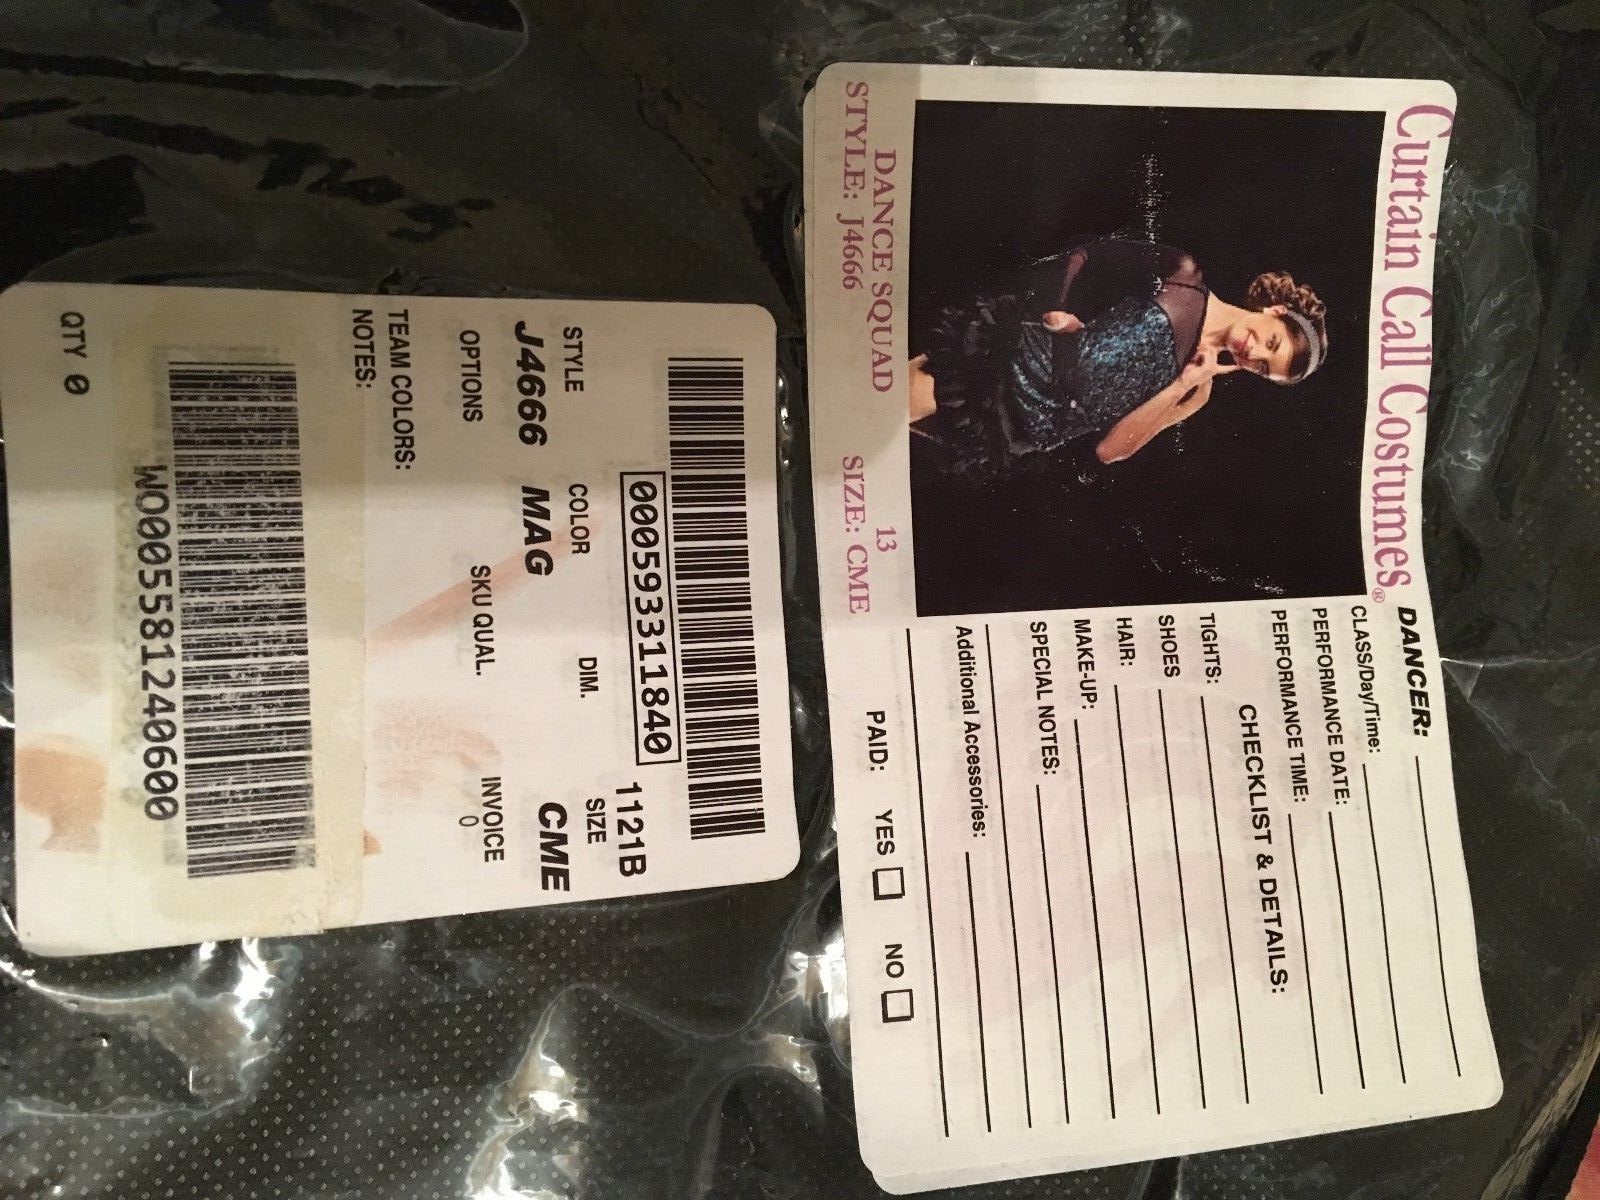 Curtain Call Costumes®
DANCE SQUAD 13
STYLE: J4666 SIZE: CME
DANCER:
CLASS/Day/Time:
PERFORMANCE DATE:
PERFORMANCE TIME:
CHECKLIST & DETAILS:
TIGHTS:
SHOES
HAIR:
MAKE-UP:
SPECIAL NOTES:
Additional Accessories:
PAID: YES NO
0005933311840 1121B
STYLE COLOR DIM. SIZE
J4666 MAG CME
OPTIONS SKU QUAL. INVOICE
0
TEAM COLORS:
NOTES:
WO005581240600
QTY 0